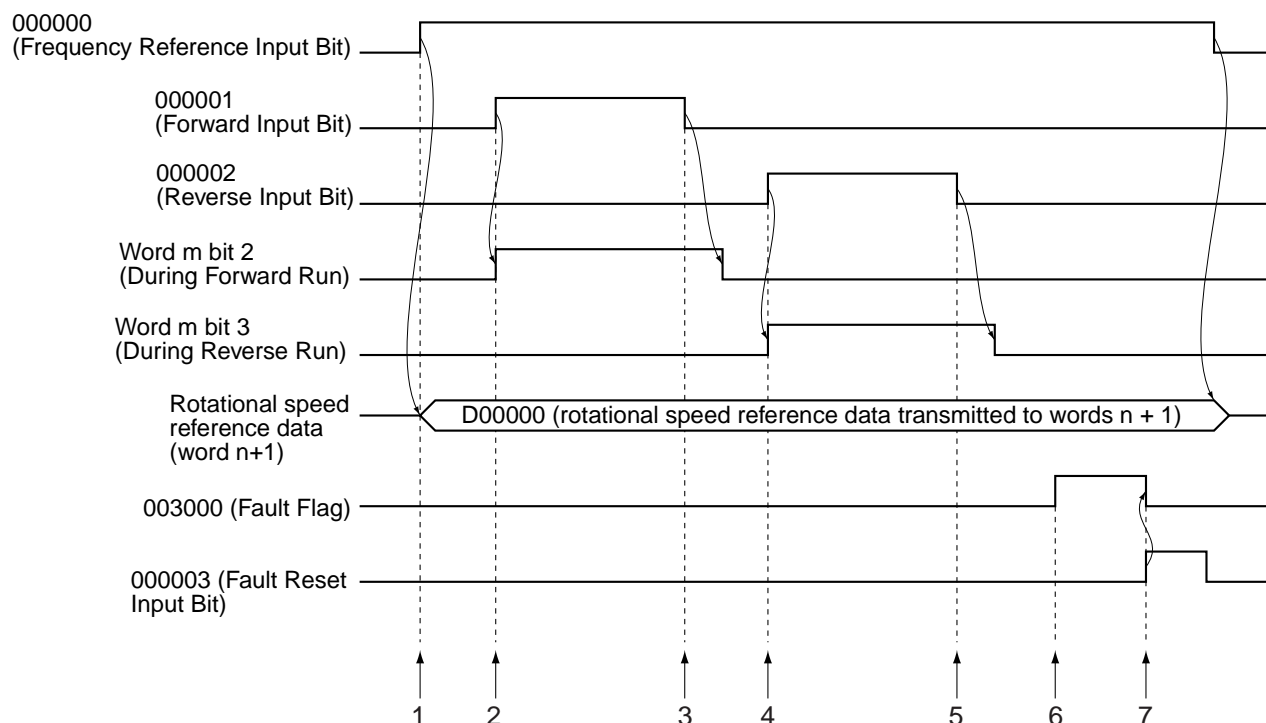 000000
(Frequency Reference Input Bit)
000001
(Forward Input Bit)
000002
(Reverse Input Bit)
Word m bit 2
(During Forward Run)
Word m bit 3
(During Reverse Run)
Rotational speed
reference data
(word n+1)
D00000 (rotational speed reference data transmitted to words n + 1)
003000 (Fault Flag)
000003 (Fault Reset
Input Bit)
1 2 3 4 5 6 7